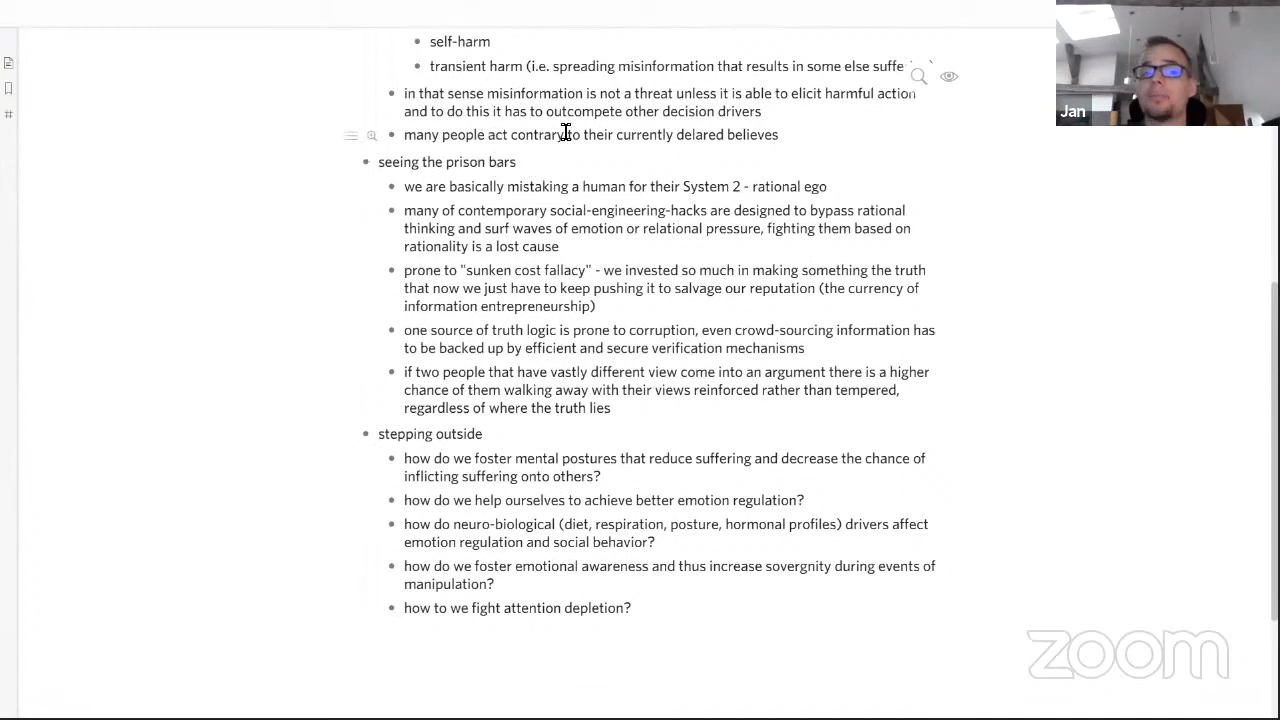 self-harm
transient harm (i.e. spreading misinformation that results in some else suffe
in that sense misinformation is not a threat unless it is able to elicit harmful action
and to do this it has to outcompete other decision drivers
many people act contrary to their currently delared believes
seeing the prison bars
we are basically mistaking a human for their System 2 - rational ego
many of contemporary social-engineering-hacks are designed to bypass rational
thinking and surf waves of emotion or relational pressure, fighting them based on
rationality is a lost cause
prone to "sunken cost fallacy" - we invested so much in making something the truth
that now we just have to keep pushing it to salvage our reputation (the currency of
information entrepreneurship)
one source of truth logic is prone to corruption, even crowd-sourcing information has
to be backed up by efficient and secure verification mechanisms
if two people that have vastly different view come into an argument there is a higher
chance of them walking away with their views reinforced rather than tempered,
regardless of where the truth lies
stepping outside
how do we foster mental postures that reduce suffering and decrease the chance of
inflicting suffering onto others?
how do we help ourselves to achieve better emotion regulation?
how do neuro-biological (diet, respiration, posture, hormonal profiles) drivers affect
emotion regulation and social behavior?
how do we foster emotional awareness and thus increase sovergnity during events of
manipulation?
how to we fight attention depletion?
Jan
zoom